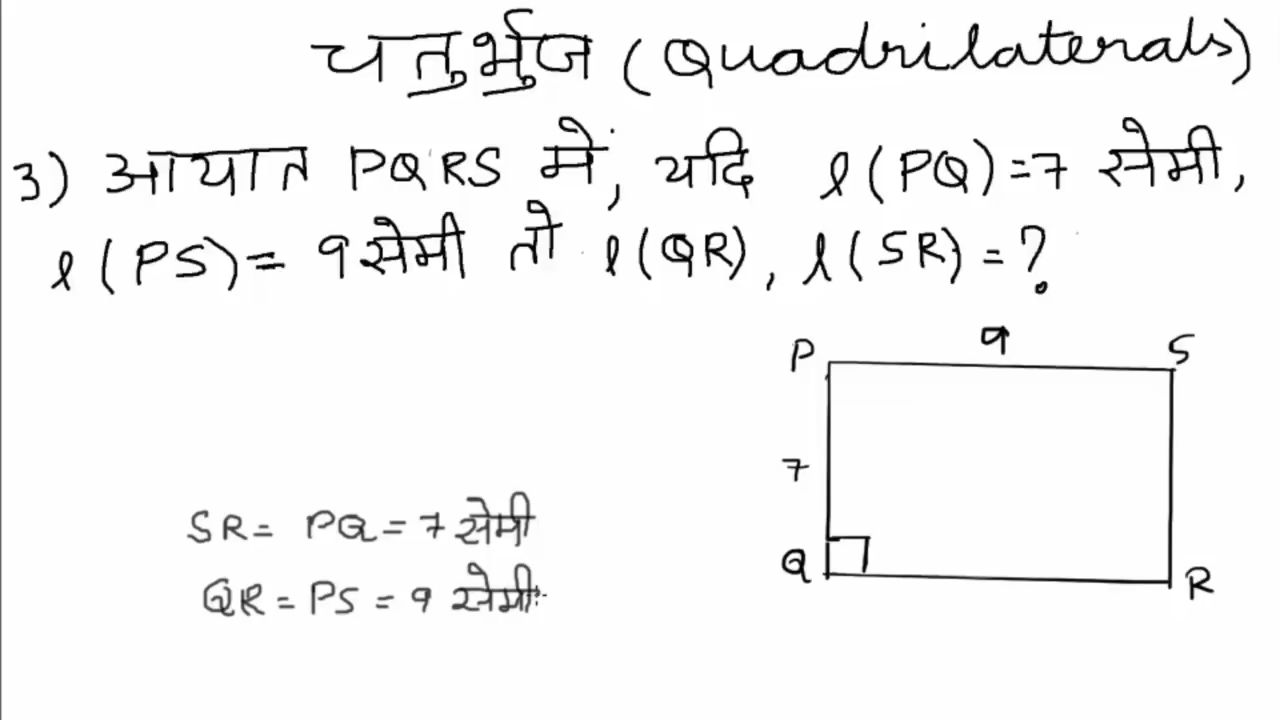 चतुर्भुज (Quadrilaterals)
3) आयात PQRS में, यदि l(PQ)=7 सेमी,
l(PS)= 9सेमी तो l(QR), l(SR)=?
P 9 S
7
Q R
SR= PQ=7 सेमी
QR=PS=9 सेमी